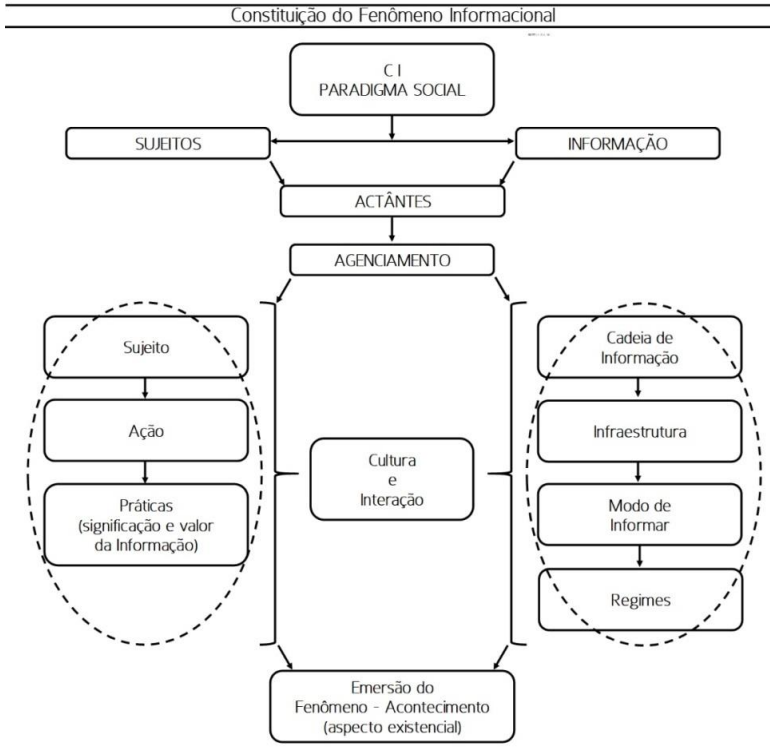 Constituição do Fenômeno Informacional
C I
PARADIGMA SOCIAL
SUJEITOS
INFORMAÇÃO
ACTÂNTES
AGENCIAMENTO
Sujeito
Ação
Práticas
(significação e valor
da Informação)
Cultura
e
Interação
Cadeia de
Informação
Infraestrutura
Modo de
Informar
Regimes
Emersão do
Fenômeno - Acontecimento
(aspecto existencial)